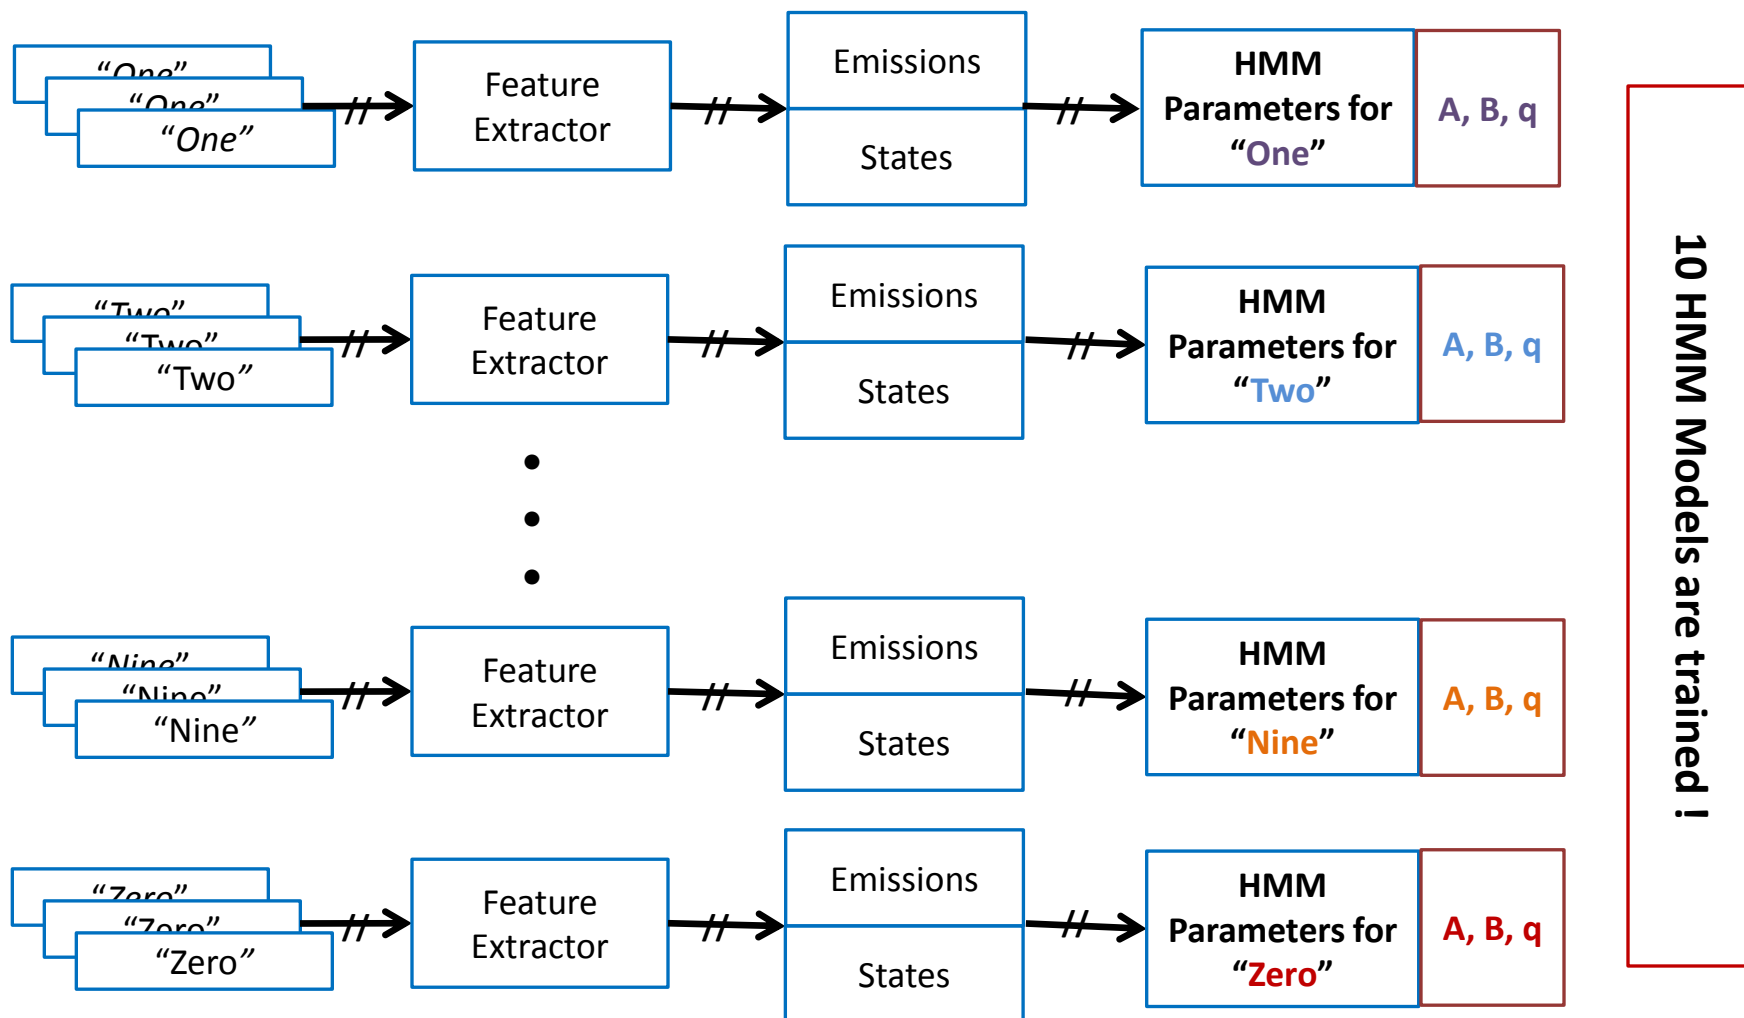 “One”
“One”
“One”
Feature
Extractor
Emissions
States
HMM
Parameters for
“One”
A, B, q
“Two”
“Two”
“Two”
Feature
Extractor
Emissions
States
HMM
Parameters for
“Two”
A, B, q
“Nine”
“Nine”
“Nine”
Feature
Extractor
Emissions
States
HMM
Parameters for
“Nine”
A, B, q
“Zero”
“Zero”
“Zero”
Feature
Extractor
Emissions
States
HMM
Parameters for
“Zero”
A, B, q
10 HMM Models are trained !